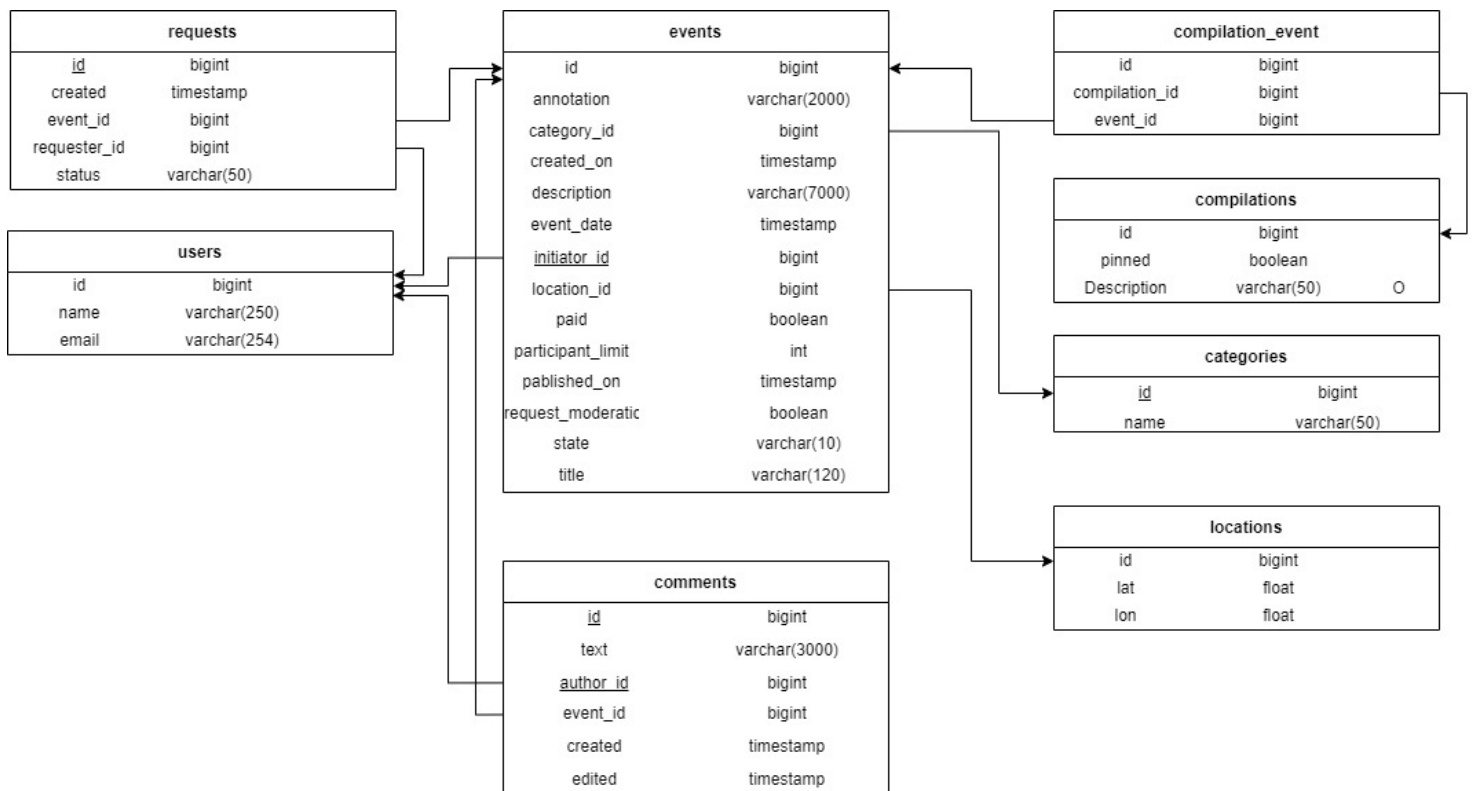 requests
id bigint
created timestamp
event_id bigint
requester_id bigint
status varchar(50)
users
id bigint
name varchar(250)
email varchar(254)
events
id bigint
annotation varchar(2000)
category_id bigint
created_on timestamp
description varchar(7000)
event_date timestamp
initiator_id bigint
location_id bigint
paid boolean
participant_limit int
pablished_on timestamp
request_moderatic boolean
state varchar(10)
title varchar(120)
comments
id bigint
text varchar(3000)
author_id bigint
event_id bigint
created timestamp
edited timestamp
compilation_event
id bigint
compilation_id bigint
event_id bigint
compilations
id bigint
pinned boolean
Description varchar(50) O
categories
id bigint
name varchar(50)
locations
id bigint
lat float
lon float